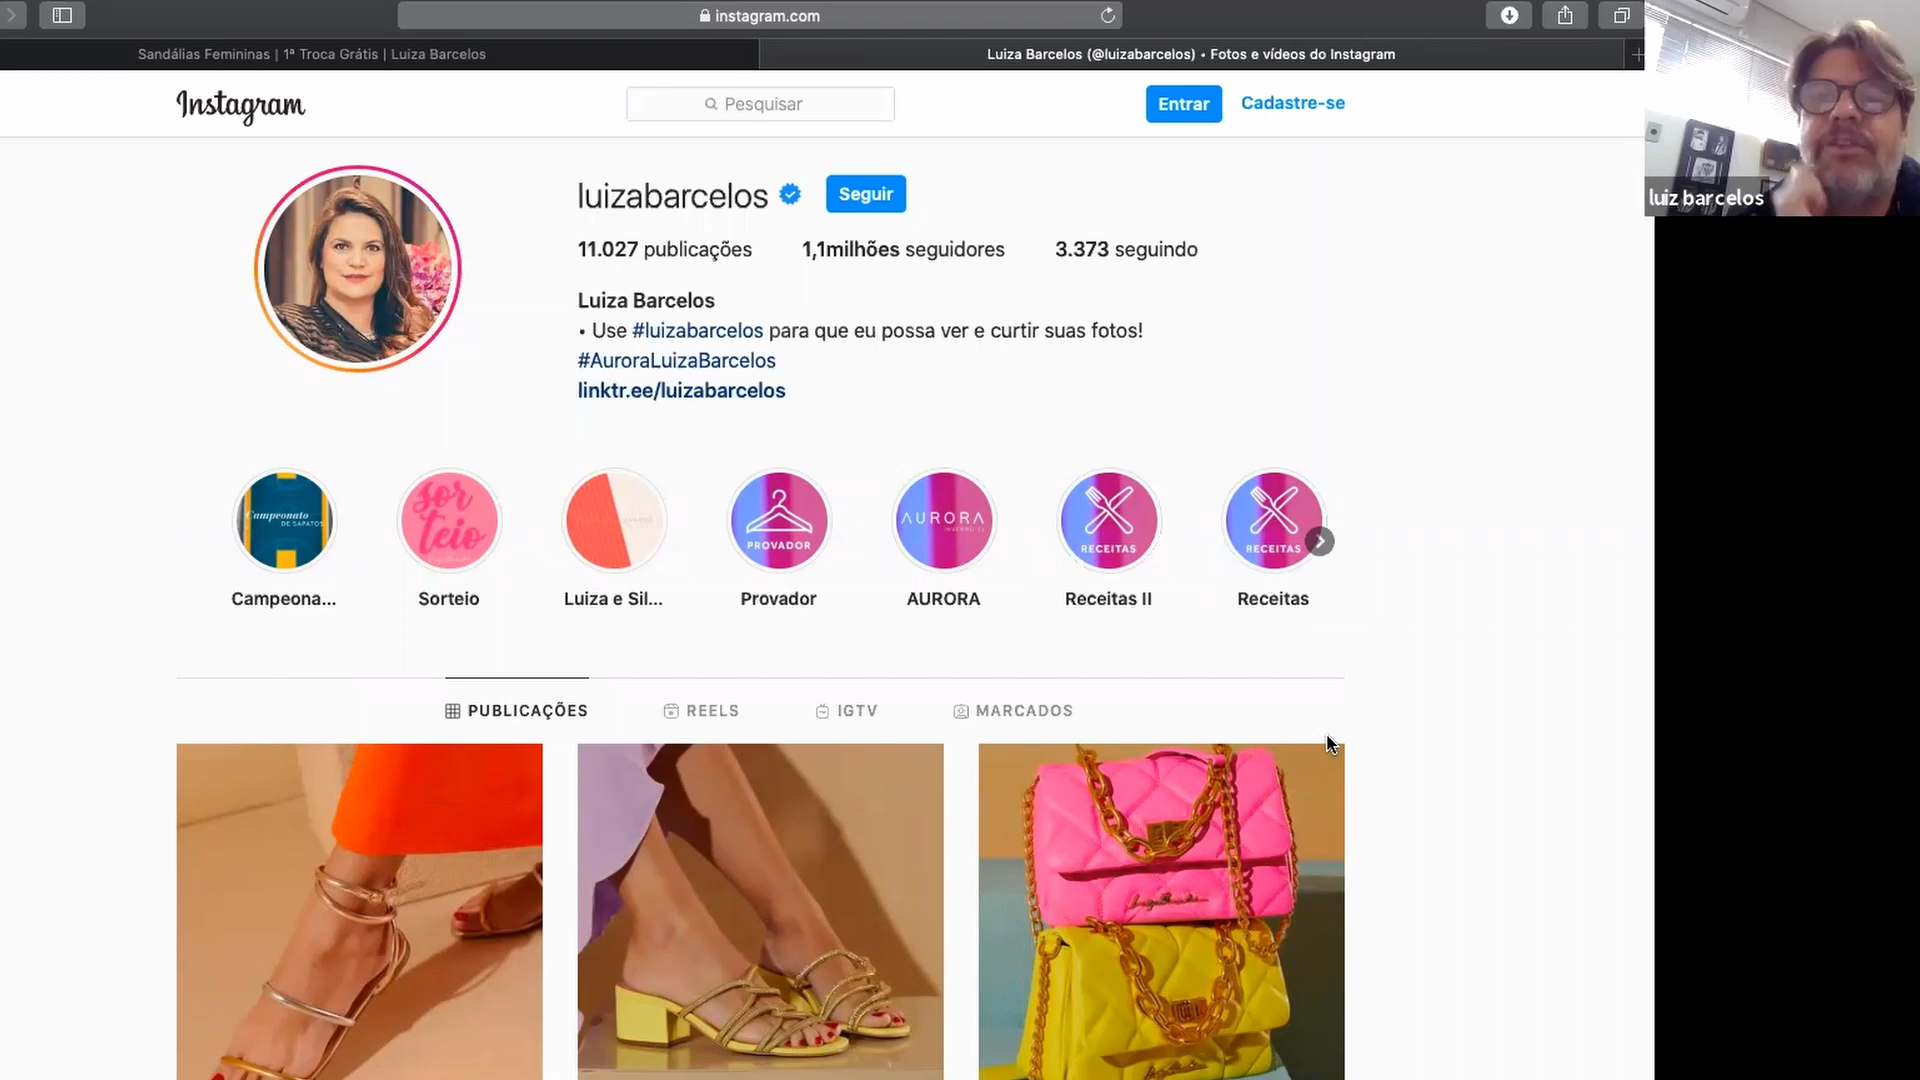 instagram.com
Sandálias Femininas | 1ª Troca Grátis | Luiza Barcelos
Luiza Barcelos (@luizabarcelos) • Fotos e vídeos do Instagram
Instagram
Pesquisar
Entrar
Cadastre-se
luiz barcelos
luizabarcelos
Seguir
11.027 publicações
1,1milhões seguidores
3.373 seguindo
Luiza Barcelos
• Use #luizabarcelos para que eu possa ver e curtir suas fotos!
#AuroraLuizaBarcelos
linktr.ee/luizabarcelos
Campeonato
DE SAPATOS
sor
teio
PROVADOR
AURORA
RECEITAS
RECEITAS
Campeona...
Sorteio
Luiza e Sil...
Provador
AURORA
Receitas II
Receitas
PUBLICAÇÕES
REELS
IGTV
MARCADOS